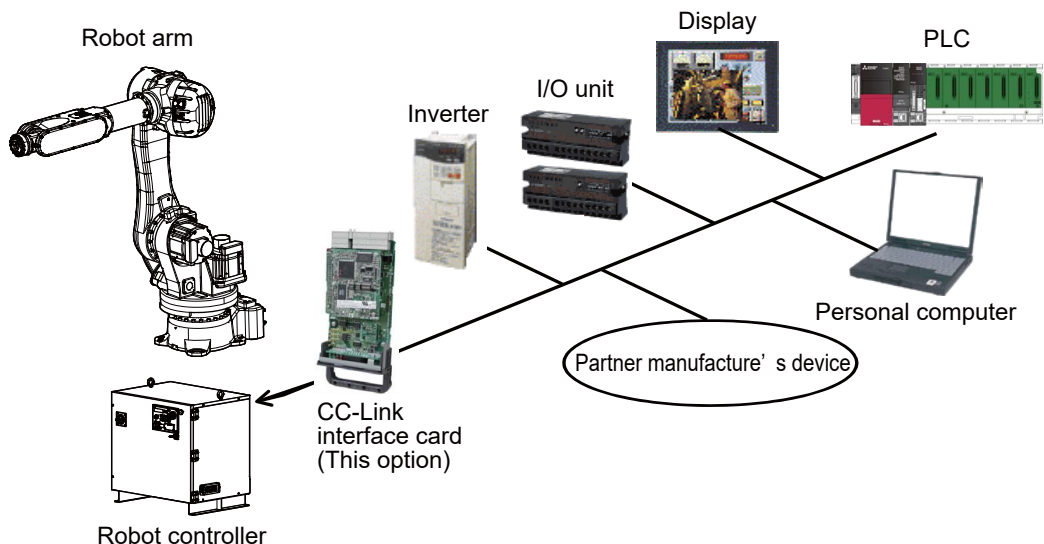 Robot arm
Display
PLC
I/O unit
Inverter
Personal computer
Partner manufacture’ s device
CC-Link
interface card
(This option)
Robot controller